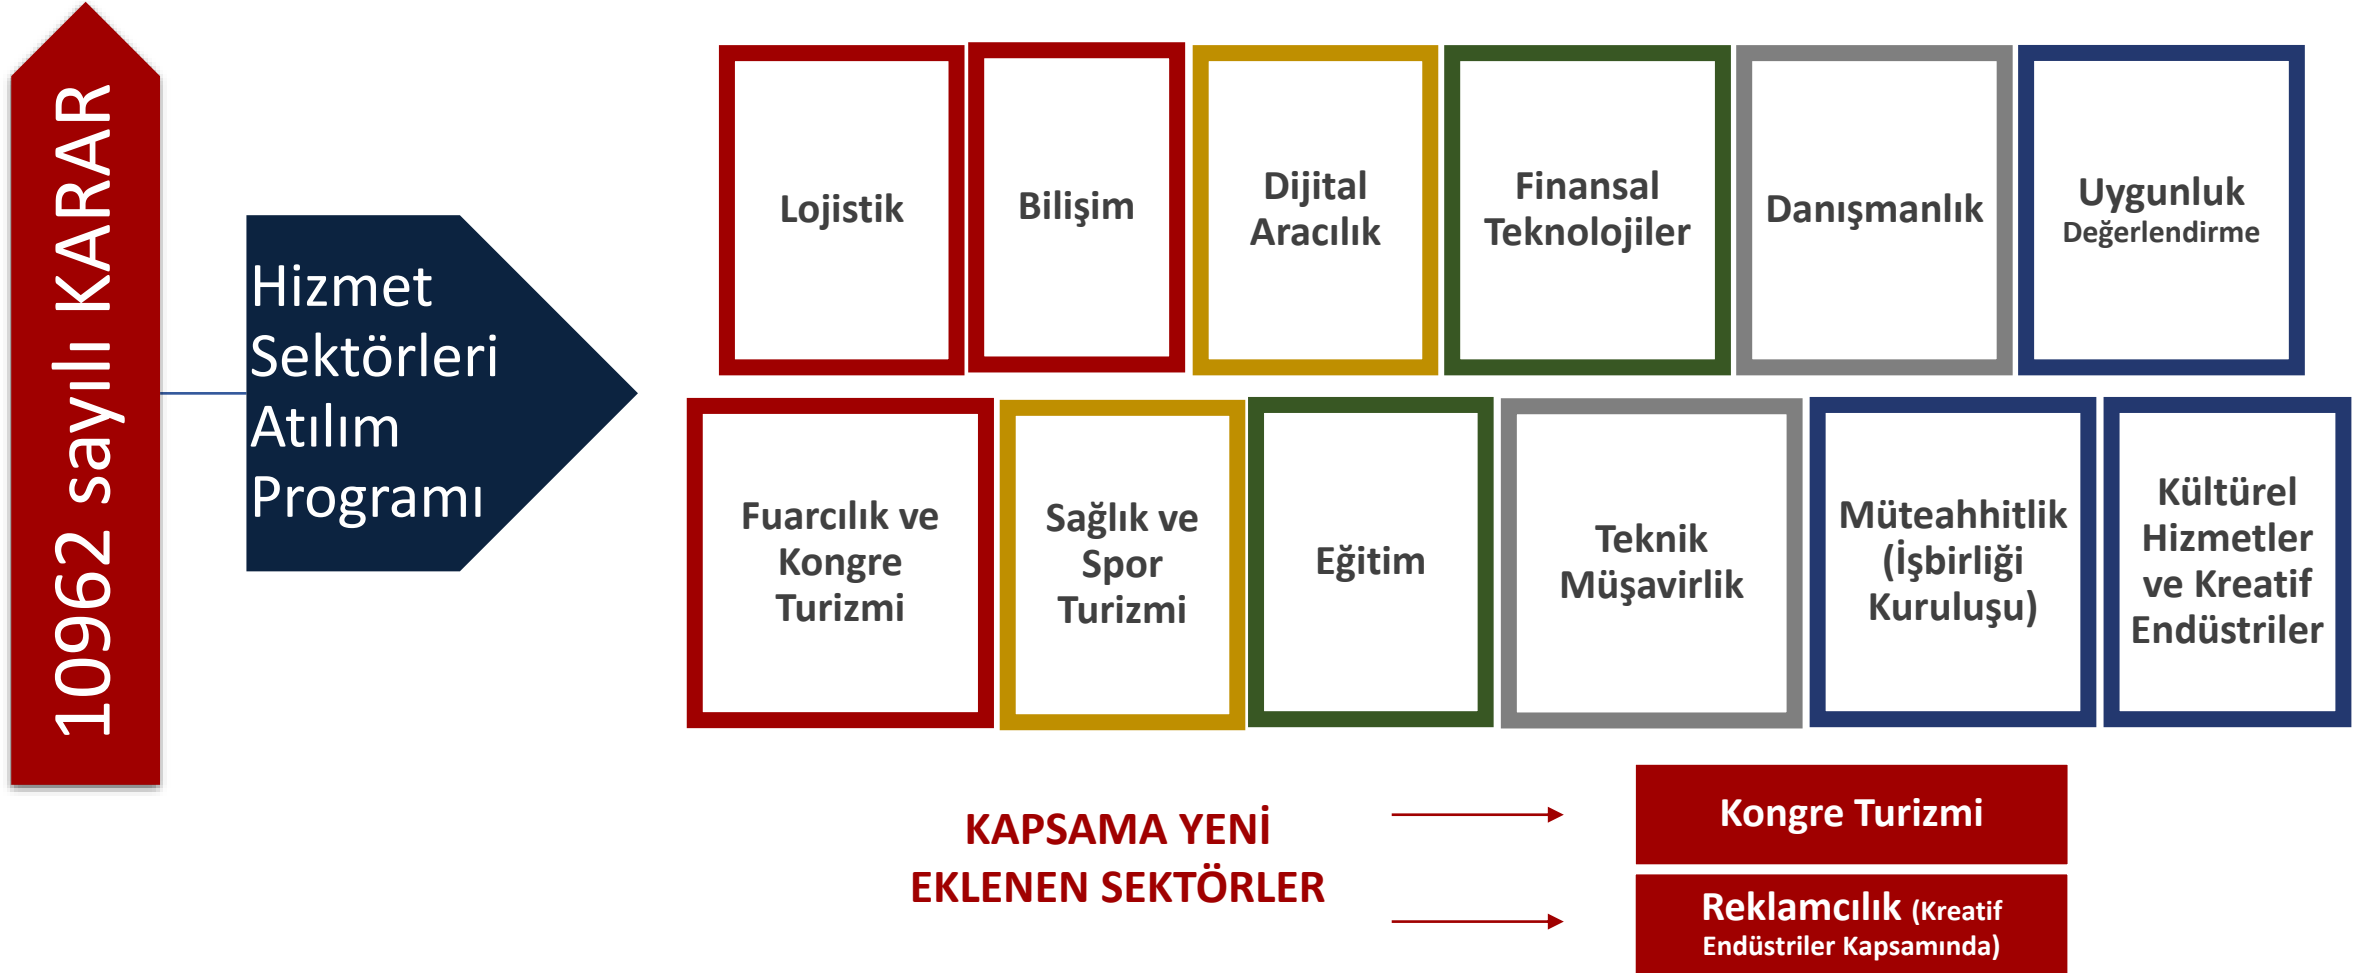 10962 sayılı KARAR
Hizmet
Sektörleri
Atılım
Programı
Lojistik
Bilişim
Dijital
Aracılık
Finansal
Teknolojiler
Danışmanlık
Uygunluk
Değerlendirme
Fuarcılık ve
Kongre
Turizmi
Sağlık ve
Spor
Turizmi
Eğitim
Teknik
Müşavirlik
Müteahhitlik
(İşbirliği
Kuruluşu)
Kültürel
Hizmetler
ve Kreatif
Endüstriler
KAPSAMA YENİ
EKLENEN SEKTÖRLER
Kongre Turizmi
Reklamcılık (Kreatif
Endüstriler Kapsamında)